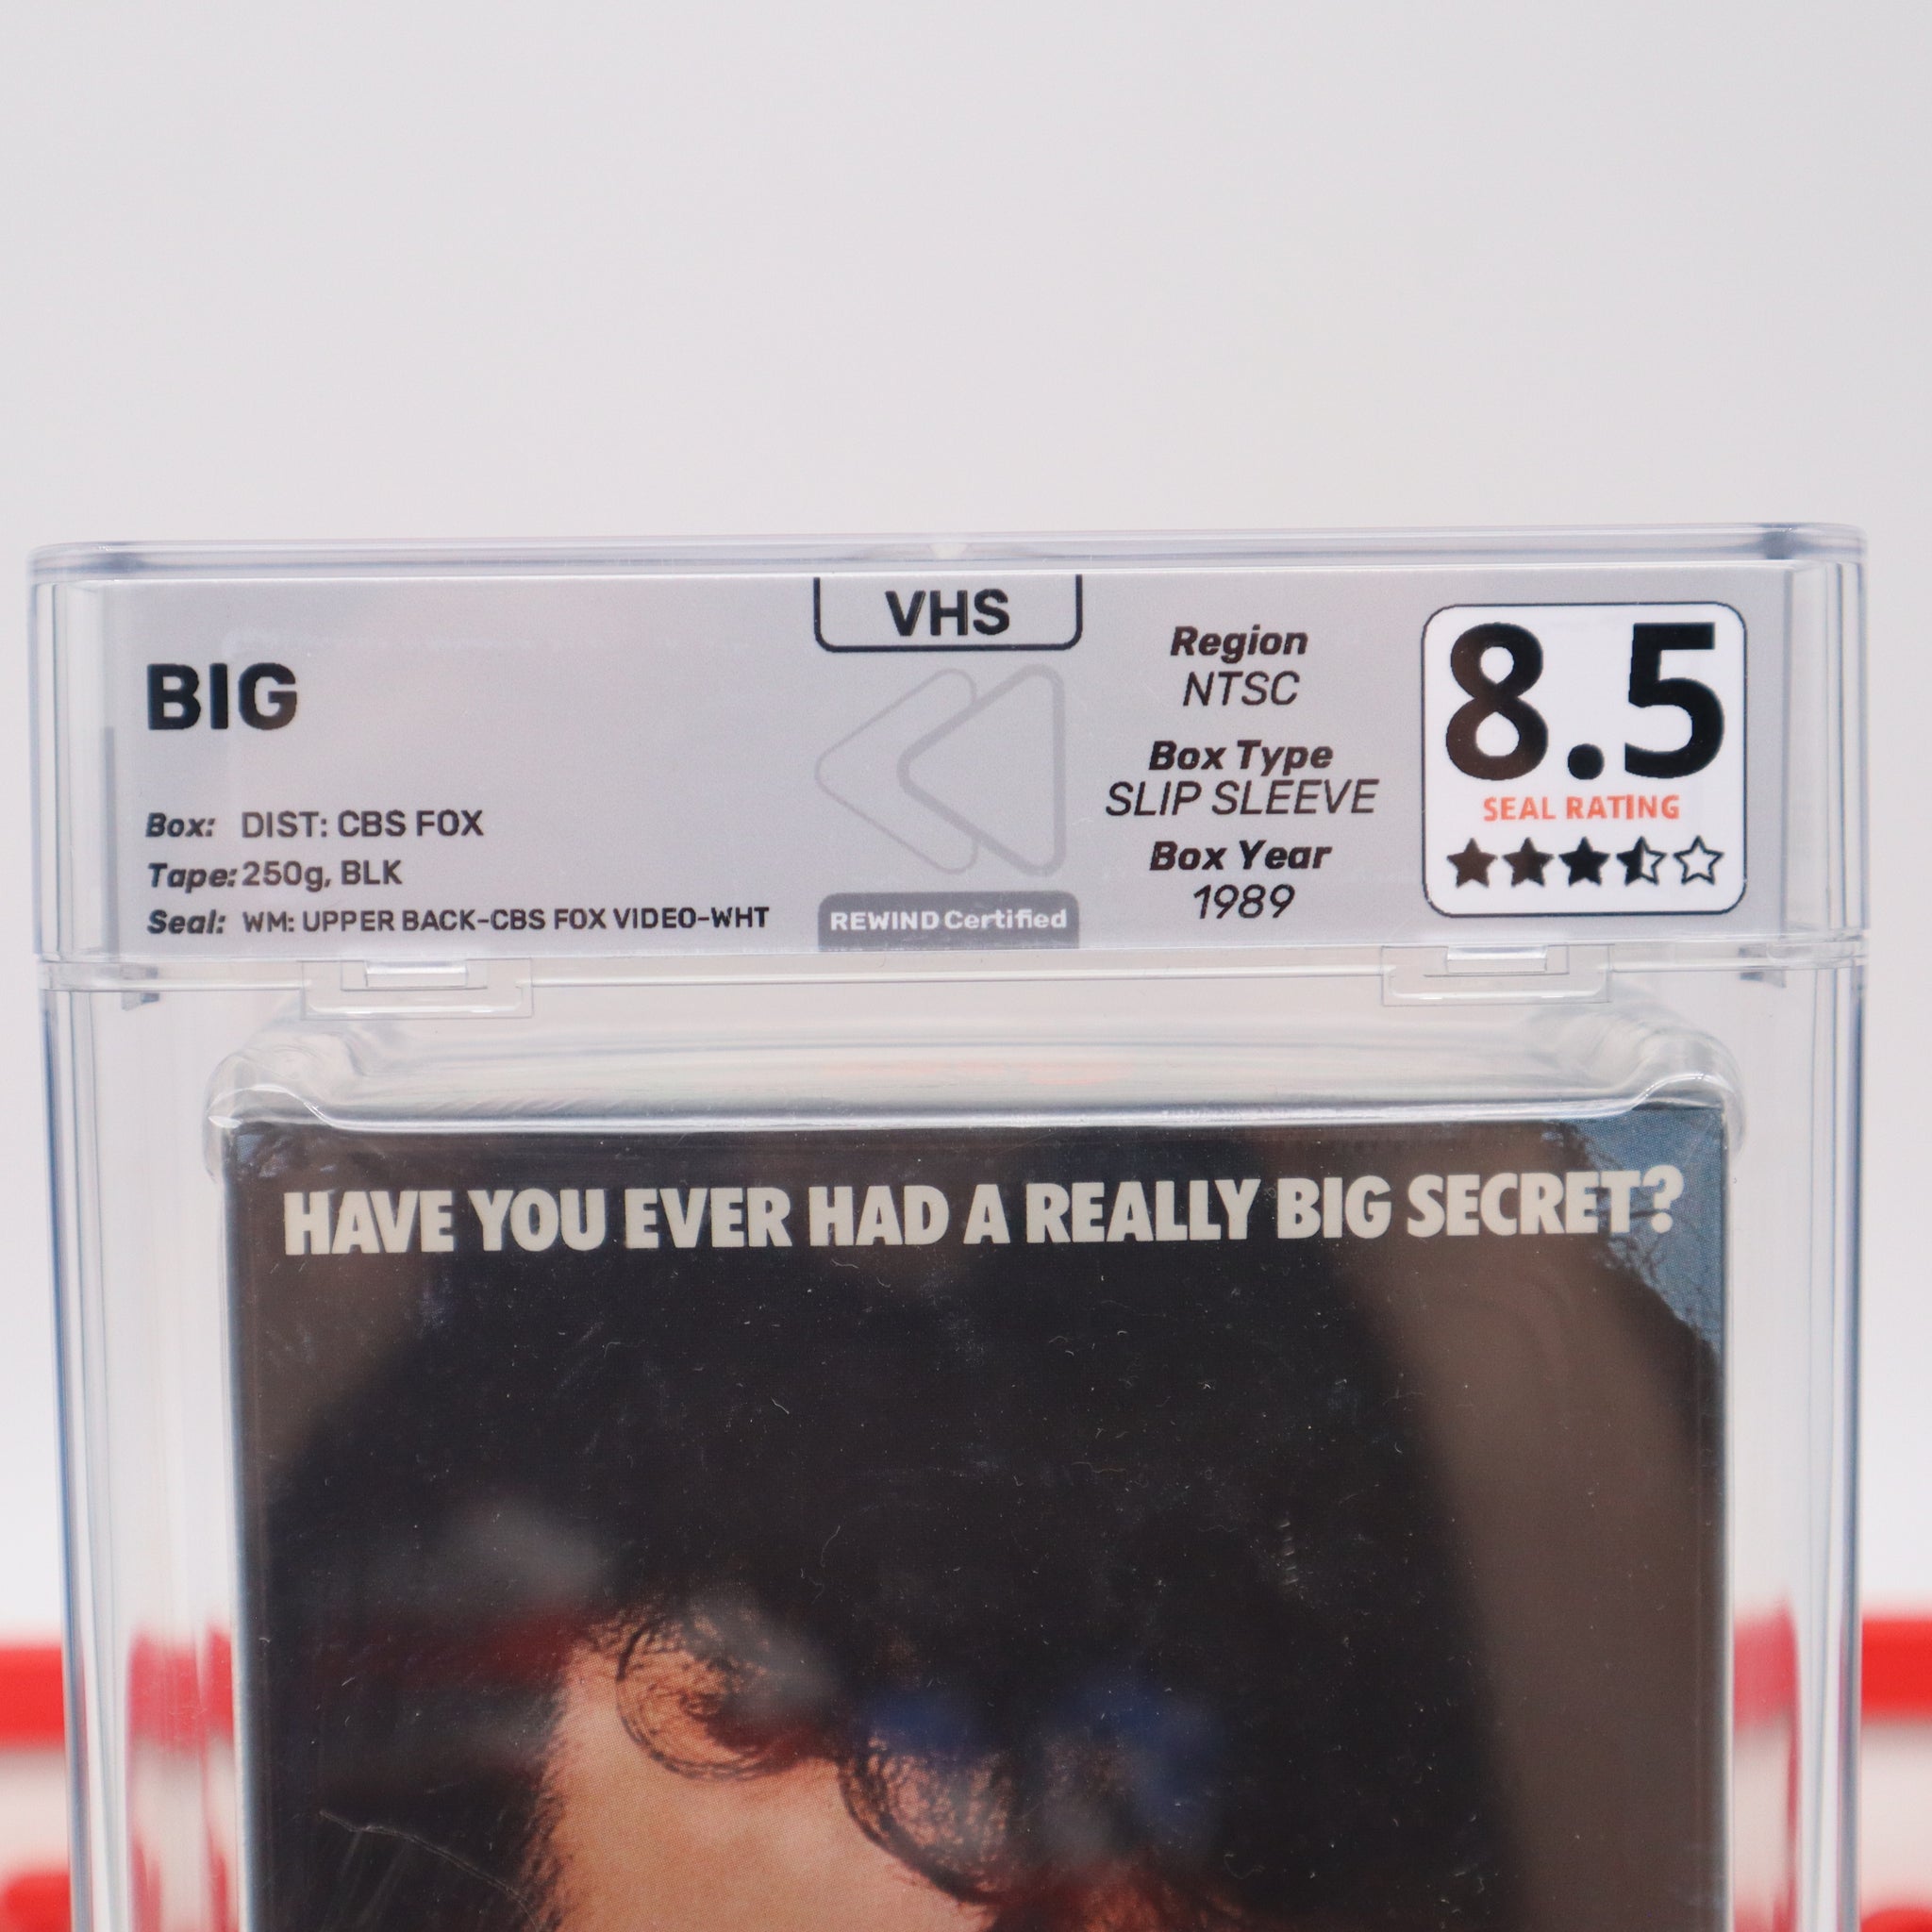 VHS
BIG
Box: DIST: CBS FOX
Tape: 250g, BLK
Seal: WM: UPPER BACK-CBS FOX VIDEO-WHT
REWIND Certified
Region
NTSC
Box Type
SLIP SLEEVE
Box Year
1989
8.5
SEAL RATING
HAVE YOU EVER HAD A REALLY BIG SECRET?